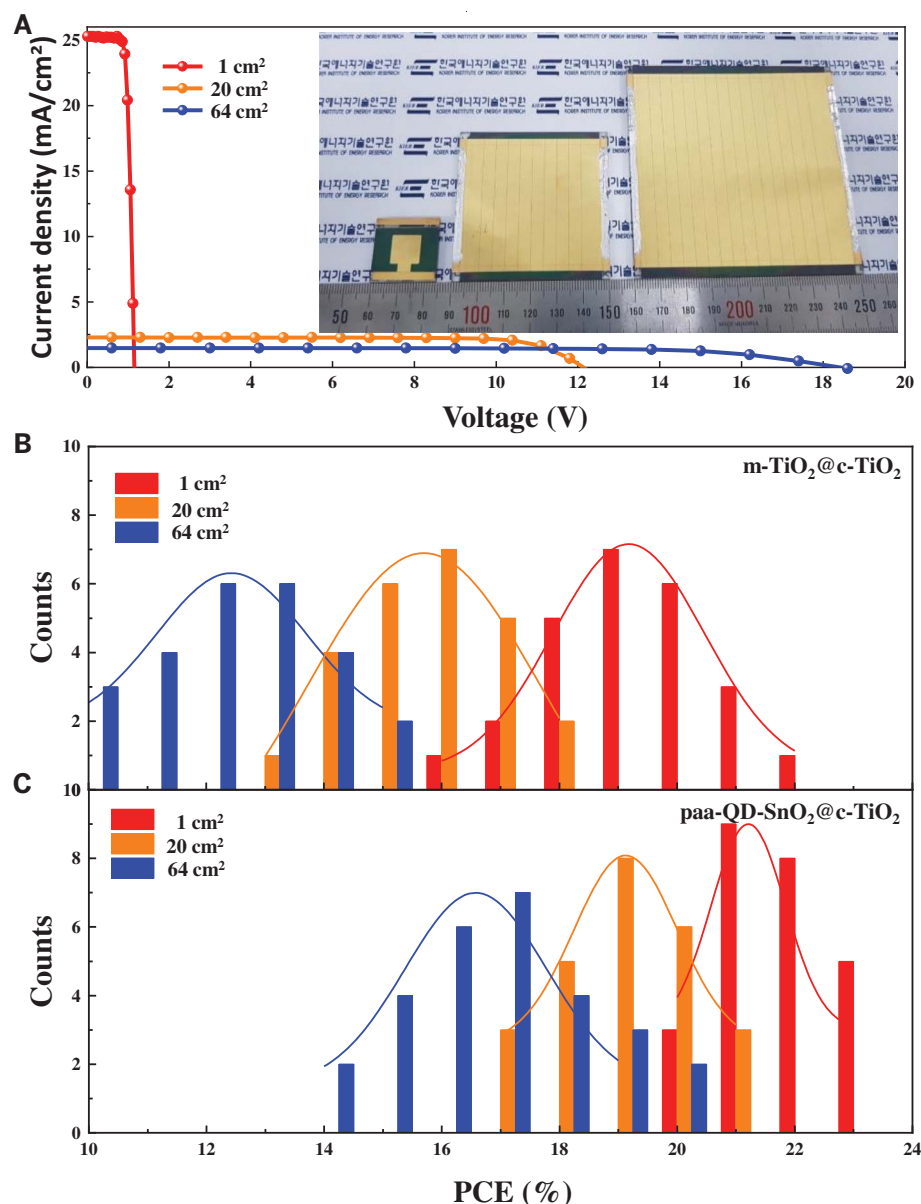 A
Current density (mA/cm²)
25
20
15
10
5
0
1 cm²
20 cm²
64 cm²
한국에너지기술연구원
KOREA INSTITUTE OF ENERGY RESEARCH
50 60 70 80 90 100 110 120 130 140 150 160 170 180 190 200 210 220 230 240 250 260
STAINLESS STEEL
0 2 4 6 8 10 12 14 16 18 20
Voltage (V)
B
m-TiO₂@c-TiO₂
1 cm²
20 cm²
64 cm²
Counts
10
8
6
4
2
C
paa-QD-SnO₂@c-TiO₂
1 cm²
20 cm²
64 cm²
Counts
10
8
6
4
2
0
10 12 14 16 18 20 22 24
PCE (%)